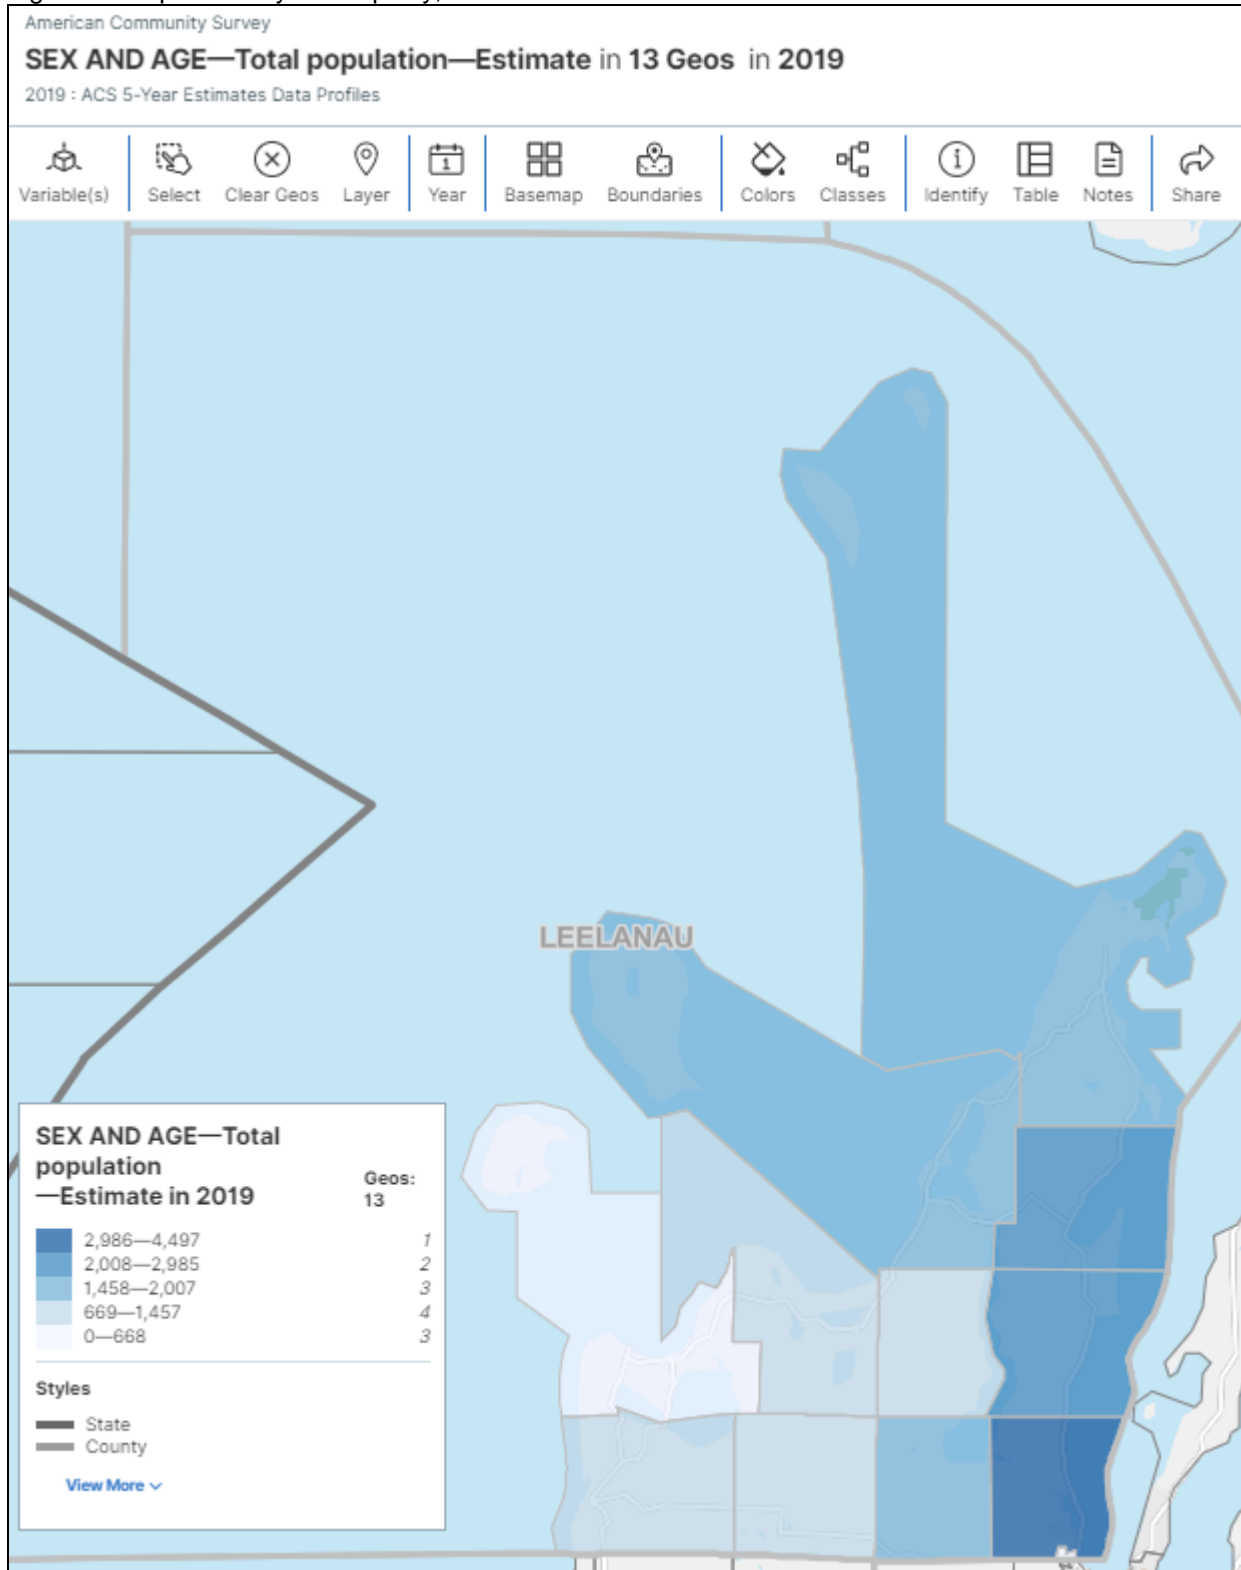 American Community Survey
SEX AND AGE—Total population—Estimate in 13 Geos in 2019
2019 : ACS 5-Year Estimates Data Profiles
Variable(s) Select Clear Geos Layer Year Basemap Boundaries Colors Classes Identify Table Notes Share
1
LEELANAU
SEX AND AGE—Total
population
—Estimate in 2019
Geos:
13
2,986—4,497 1
2,008—2,985 2
1,458—2,007 3
669—1,457 4
0—668 3
Styles
State
County
View More